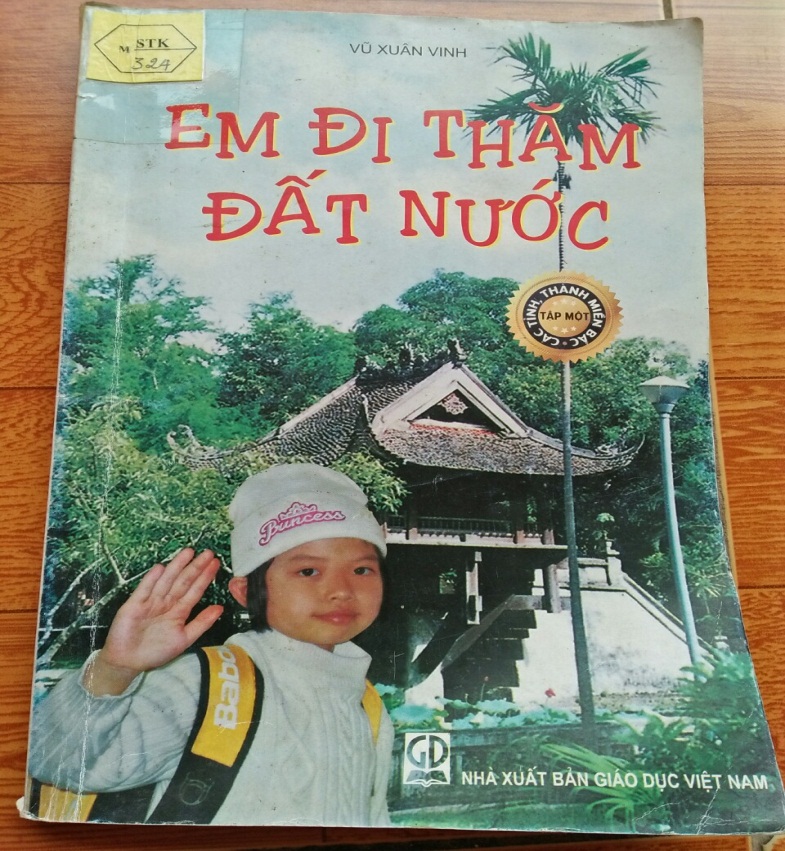 M STK
324
VŨ XUÂN VINH
EM ĐI THĂM
ĐẤT NƯỚC
CÁC TỈNH, THÀNH MIỀN BẮC
TẬP MỘT
Princess
Babo
GD
NHÀ XUẤT BẢN GIÁO DỤC VIỆT NAM